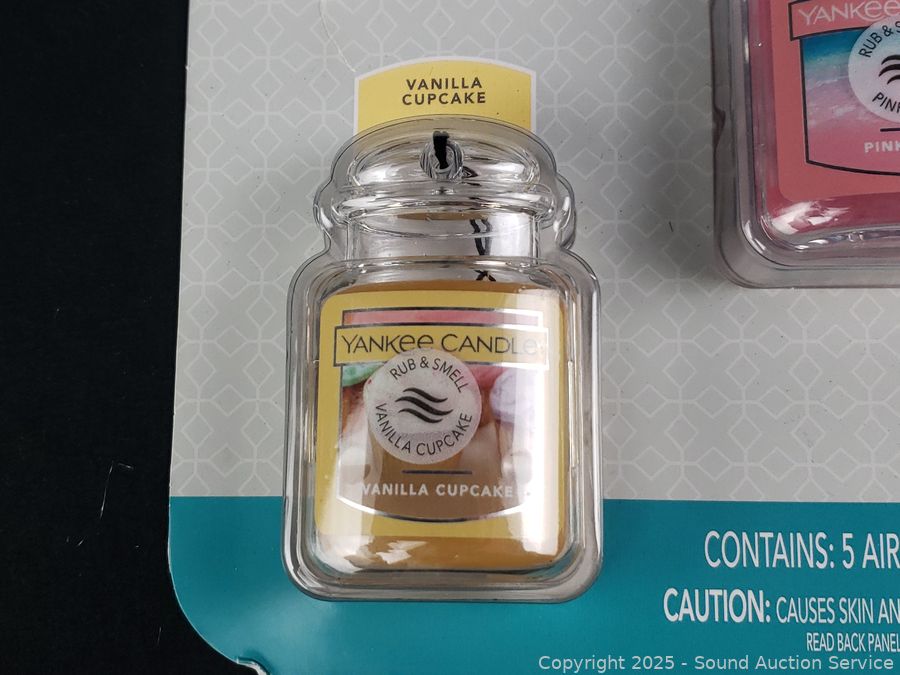 VANILLA
CUPCAKE
YANKEE CANDLE
RUB & SMELL
VANILLA CUPCAKE
VANILLA CUPCAKE
YANKEE
RUB &
PINK
CONTAINS: 5 AIR
CAUTION: CAUSES SKIN AN
READ BACK PANEL
Copyright 2025 - Sound Auction Service